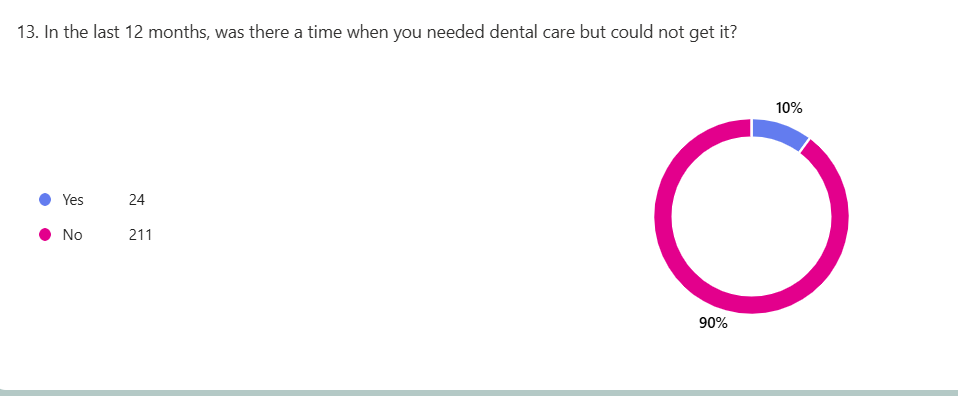 13. In the last 12 months, was there a time when you needed dental care but could not get it?
10%
Yes 24
No 211
90%